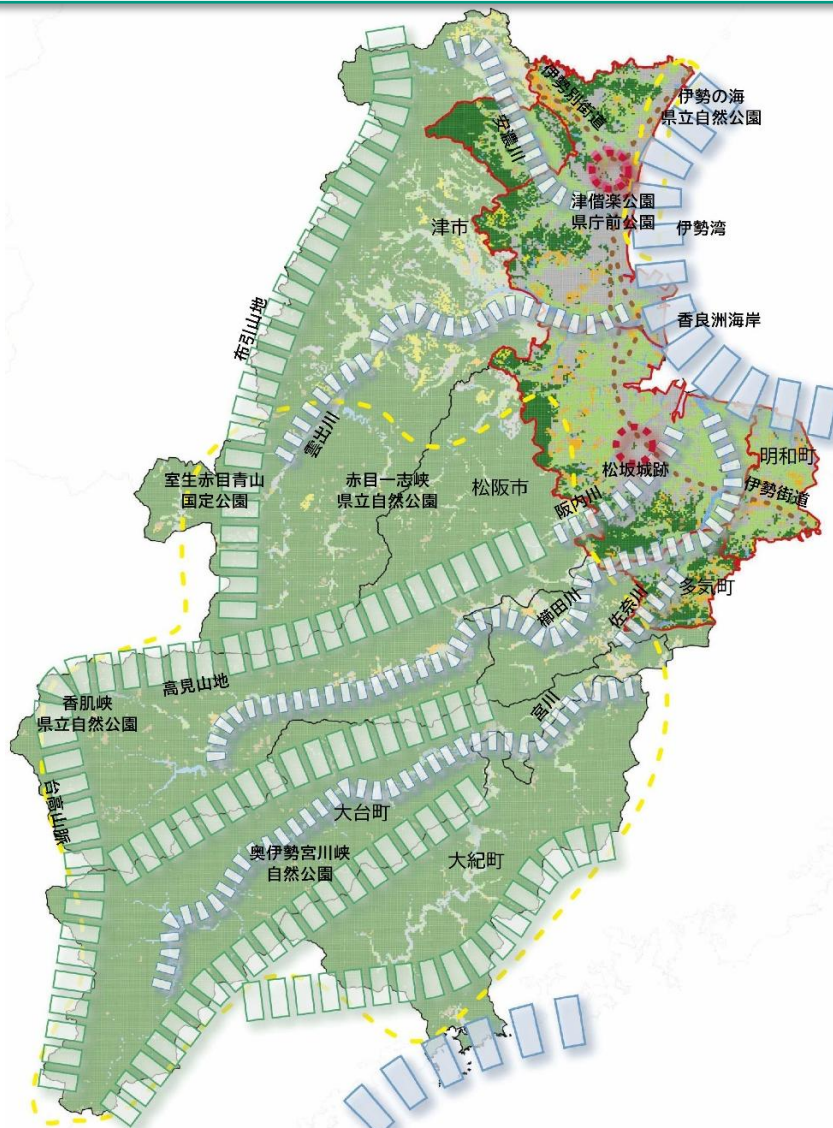 伊勢別街道
伊勢の海
県立自然公園
安濃川
津偕楽公園
県庁前公園
津市
伊勢湾
布引山地
香良洲海岸
雲出川
室生赤目青山
国定公園
赤目一志峡
県立自然公園
松阪市
松坂城跡
明和町
伊勢街道
阪内川
櫛田川
佐奈川
多気町
高見山地
香肌峡
県立自然公園
宮川
台高山脈
大台町
奥伊勢宮川峡
自然公園
大紀町